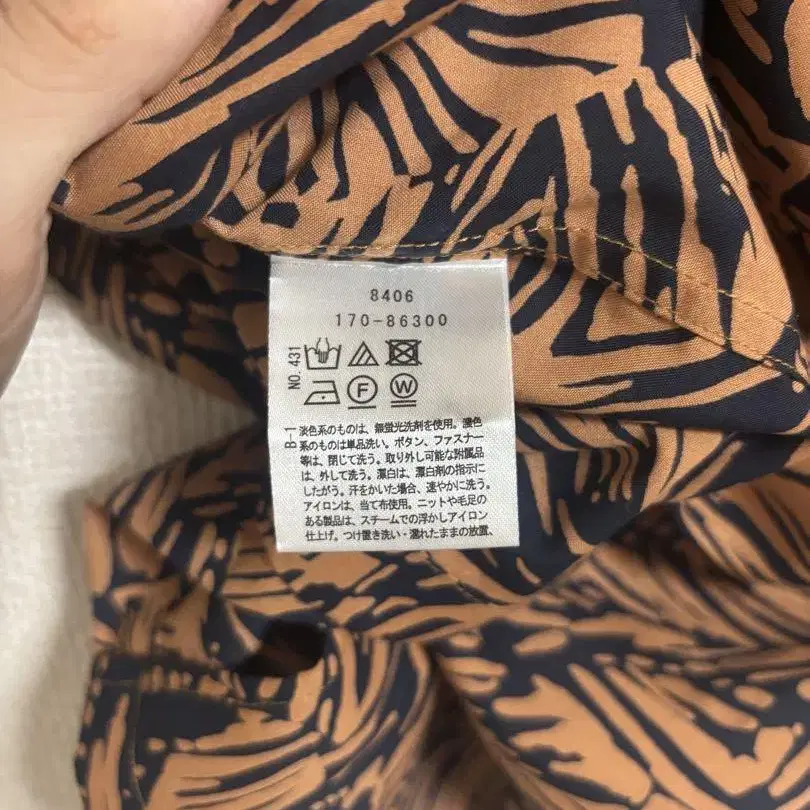 8406
170-86300
NO.431
F
W
B-1
淡色系のものは、無蛍光洗剤を使用。濃色
系のものは単品洗い。ボタン、ファスナー
等は、閉じて洗う。取り外し可能な附属品
は、外して洗う。漂白は、漂白剤の指示に
したがう。汗をかいた場合、速やかに洗う。
アイロンは、当て布使用。ニットや毛足の
ある製品は、スチームでの浮かしアイロン
仕上げ。つけ置き洗い・濡れたままの放置、